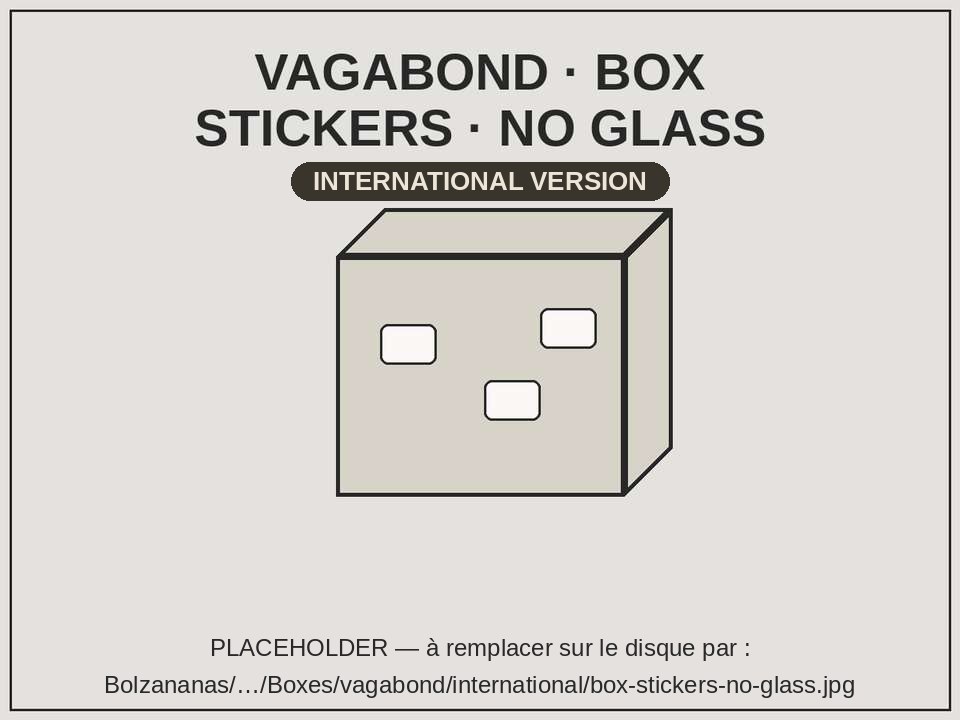 VAGABOND · BOX
STICKERS · NO GLASS
INTERNATIONAL VERSION
PLACEHOLDER — à remplacer sur le disque par :
Bolzananas/…/Boxes/vagabond/international/box-stickers-no-glass.jpg